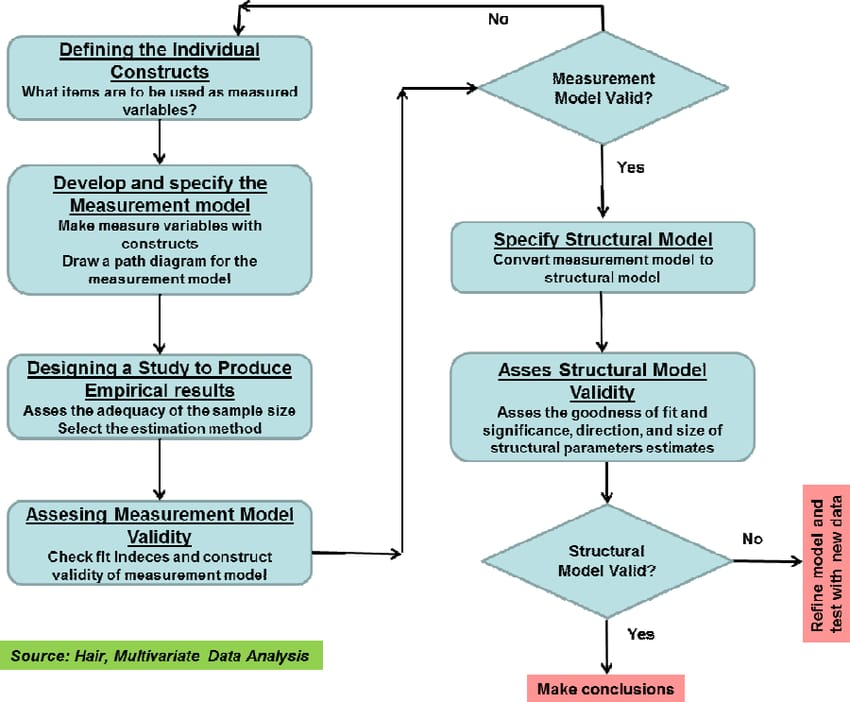 No
Defining the Individual
Constructs
What items are to be used as measured
variables?
Develop and specify the
Measurement model
Make measure variables with
constructs
Draw a path diagram for the
measurement model
Designing a Study to Produce
Empirical results
Asses the adequacy of the sample size
Select the estimation method
Assesing Measurement Model
Validity
Check fit Indeces and construct
validity of measurement model
Measurement
Model Valid?
Yes
Specify Structural Model
Convert measurement model to
structural model
Asses Structural Model
Validity
Asses the goodness of fit and
significance, direction, and size of
structural parameters estimates
Structural
Model Valid?
No
Refine model and
test with new data
Yes
Make conclusions
Source: Hair, Multivariate Data Analysis